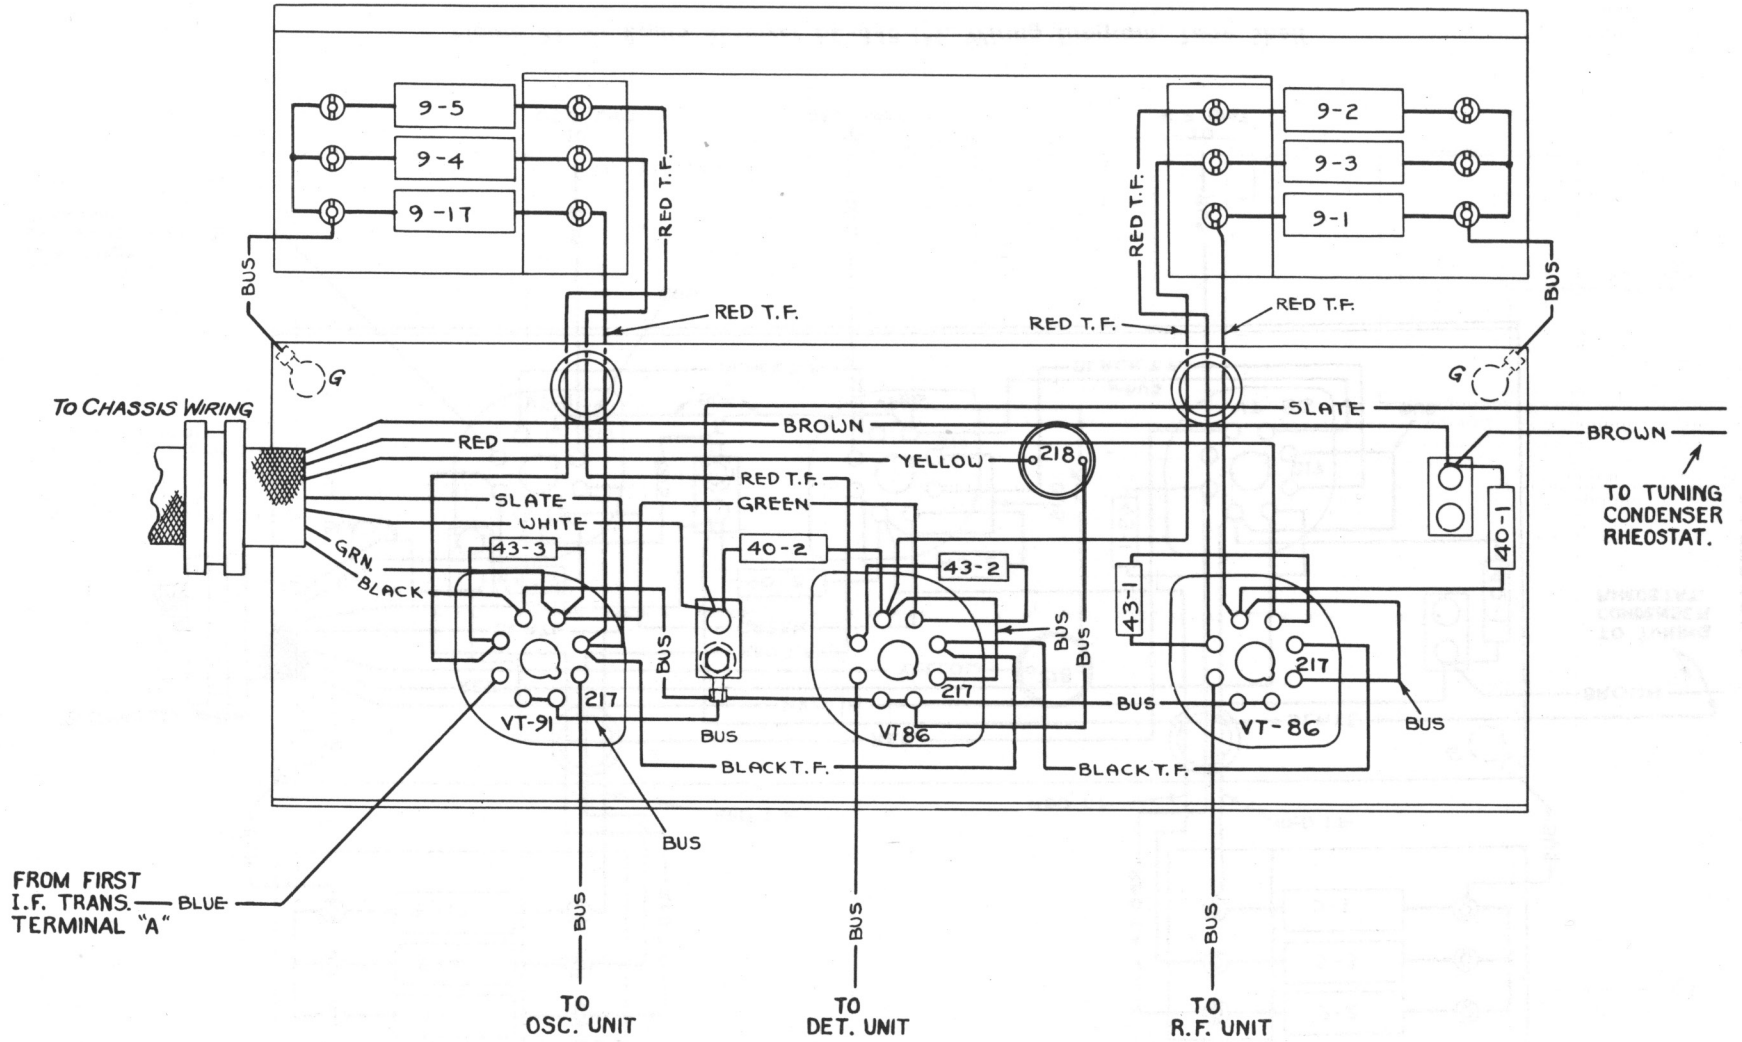 9-5
9-4
9-17
9-2
9-3
9-1
RED T.F.
RED T.F.
BUS
BUS
RED T.F.
RED T.F.
RED T.F.
G
G
TO CHASSIS WIRING
SLATE
BROWN
BROWN
RED
YELLOW
218
RED T.F.
SLATE
GREEN
WHITE
TO TUNING
CONDENSER
RHEOSTAT.
40-1
43-3
40-2
43-2
43-1
GRN.
BLACK
BUS
BUS
BUS
217
VT-91
217
VT86
217
VT-86
BUS
BUS
BUS
BLACK T.F.
BLACK T.F.
BUS
FROM FIRST
I.F. TRANS.
TERMINAL "A"
BLUE
BUS
BUS
BUS
TO
OSC. UNIT
TO
DET. UNIT
TO
R.F. UNIT